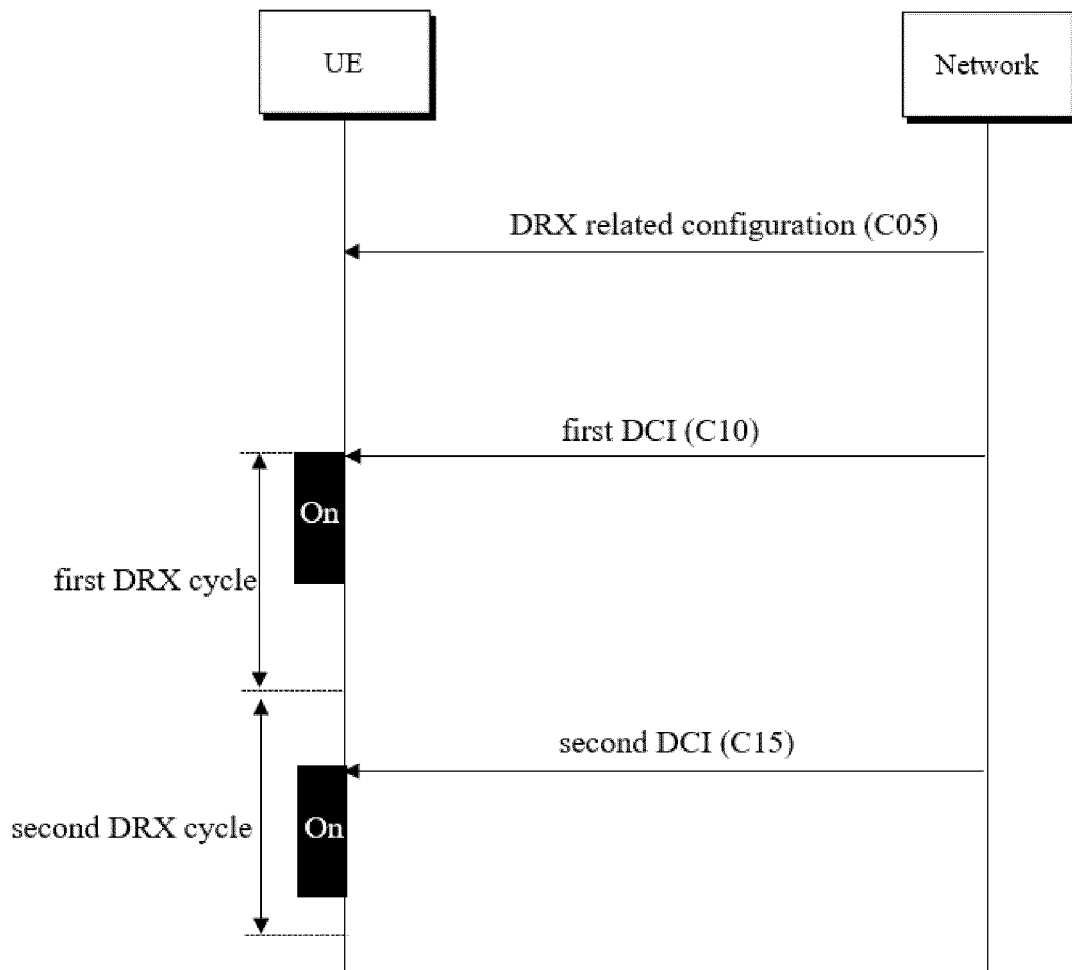 UE
Network
DRX related configuration (C05)
first DCI (C10)
On
first DRX cycle
second DCI (C15)
On
second DRX cycle